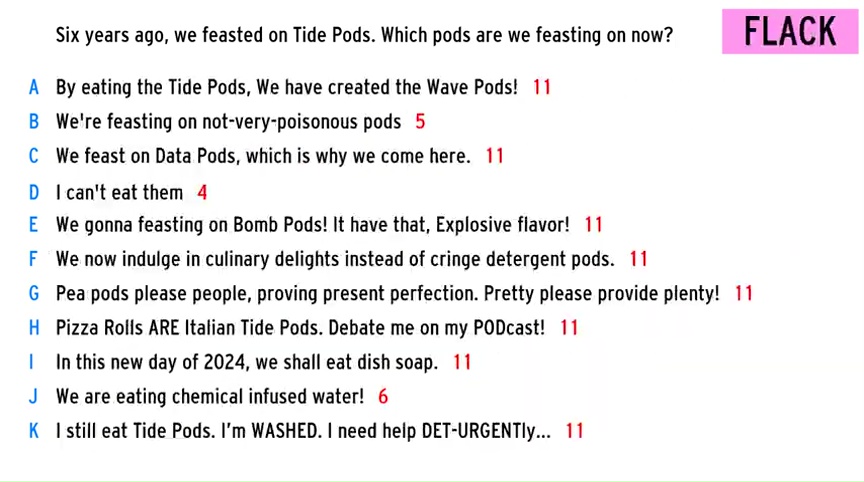 Six years ago, we feasted on Tide Pods. Which pods are we feasting on now?
FLACK
A By eating the Tide Pods, We have created the Wave Pods! 11
B We're feasting on not-very-poisonous pods 5
C We feast on Data Pods, which is why we come here. 11
D I can't eat them 4
E We gonna feasting on Bomb Pods! It have that, Explosive flavor! 11
F We now indulge in culinary delights instead of cringe detergent pods. 11
G Pea pods please people, proving present perfection. Pretty please provide plenty! 11
H Pizza Rolls ARE Italian Tide Pods. Debate me on my PODcast! 11
I In this new day of 2024, we shall eat dish soap. 11
J We are eating chemical infused water! 6
K I still eat Tide Pods. I'm WASHED. I need help DET-URGENTly... 11